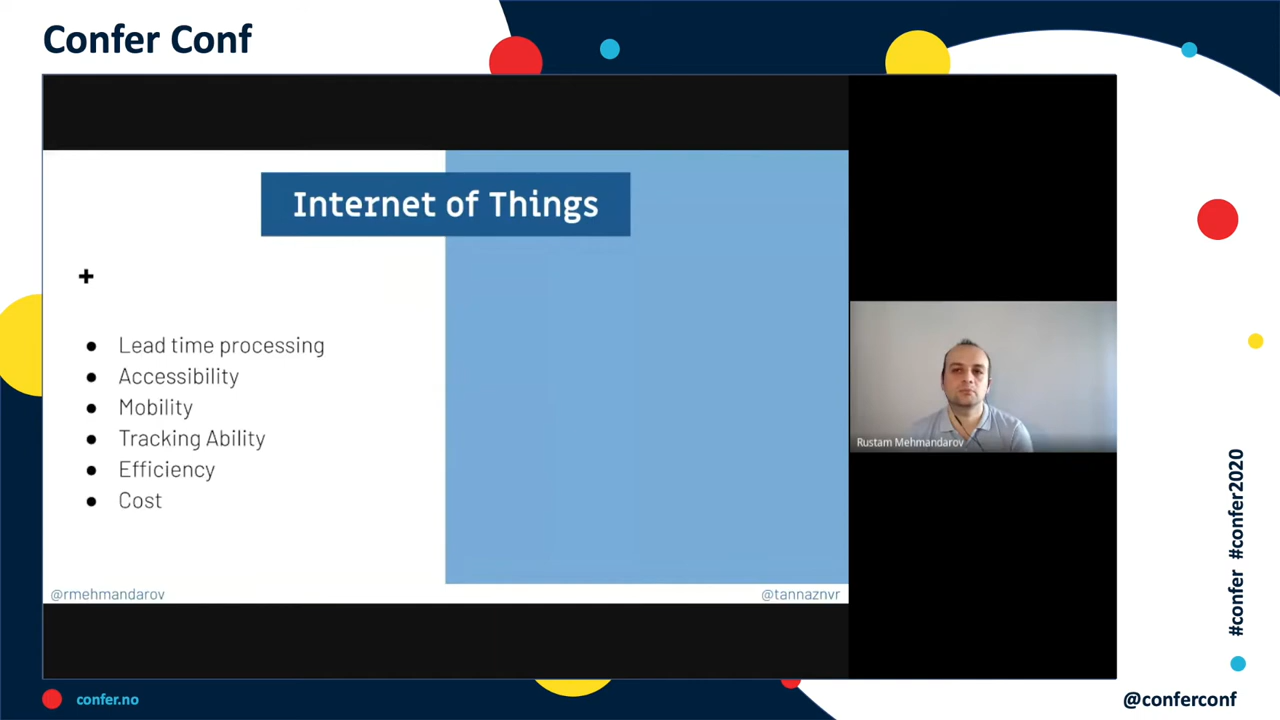 Confer Conf
Internet of Things
+
● Lead time processing
● Accessibility
● Mobility
● Tracking Ability
● Efficiency
● Cost
@rmehmandarov
@tannaznvr
Rustam Mehmandarov
#confer #confer2020
confer.no
@conferconf